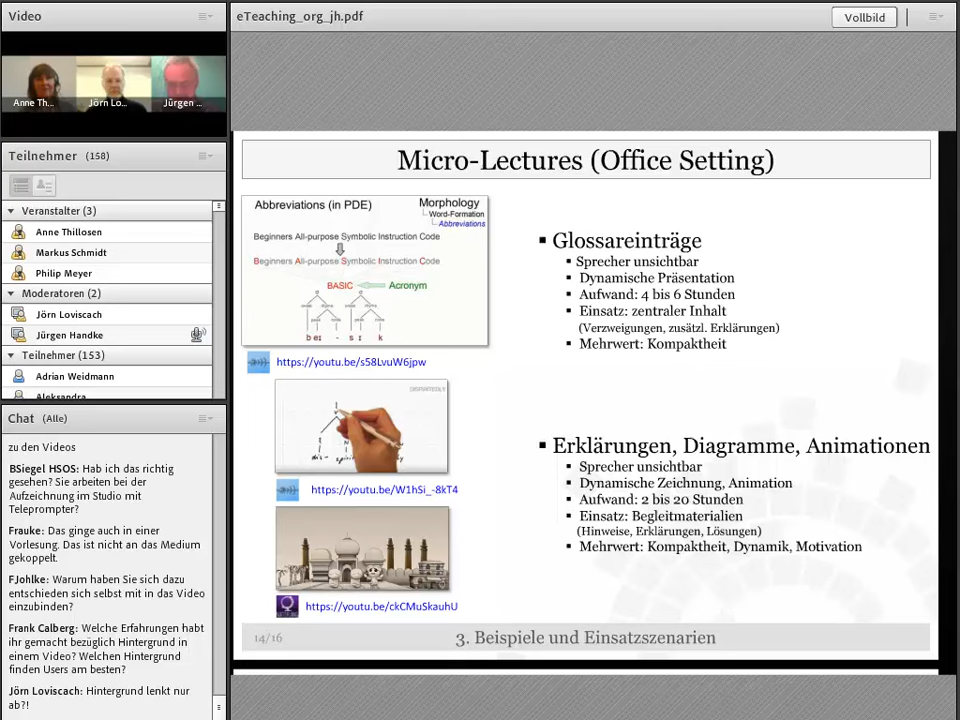 Video
Anne Th...
Jörn Lo...
Jürgen ...
Teilnehmer (158)
Veranstalter (3)
Anne Thillosen
Markus Schmidt
Philip Meyer
Moderatoren (2)
Jörn Loviscach
Jürgen Handke
Teilnehmer (153)
Adrian Weidmann
Aleksandra
Chat (Alle)
zu den Videos
BSiegel HSOS: Hab ich das richtig
gesehen? Sie arbeiten bei der
Aufzeichnung im Studio mit
Teleprompter?
Frauke: Das ginge auch in einer
Vorlesung. Das ist nicht an das Medium
gekoppelt.
FJohlke: Warum haben Sie sich dazu
entschieden sich selbst mit in das Video
einzubinden?
Frank Calberg: Welche Erfahrungen habt
ihr gemacht bezüglich Hintergrund in
einem Video? Welchen Hintergrund
finden Users am besten?
Jörn Loviscach: Hintergrund lenkt nur
ab?!
eTeaching_org_jh.pdf
Vollbild
Micro-Lectures (Office Setting)
Abbreviations (in PDE)
Morphology
Word-Formation
Abbreviations
Beginners All-purpose Symbolic Instruction Code
Beginners All-purpose Symbolic Instruction Code
BASIC
Acronym
https://youtu.be/s58LvuW6jpw
https://youtu.be/W1hSi_-8kT4
https://youtu.be/ckCMuSkauhU
▪ Glossareinträge
▪ Sprecher unsichtbar
▪ Dynamische Präsentation
▪ Aufwand: 4 bis 6 Stunden
▪ Einsatz: zentraler Inhalt
(Verzweigungen, zusätzl. Erklärungen)
▪ Mehrwert: Kompaktheit
▪ Erklärungen, Diagramme, Animationen
▪ Sprecher unsichtbar
▪ Dynamische Zeichnung, Animation
▪ Aufwand: 2 bis 20 Stunden
▪ Einsatz: Begleitmaterialien
(Hinweise, Erklärungen, Lösungen)
▪ Mehrwert: Kompaktheit, Dynamik, Motivation
14/16
3. Beispiele und Einsatzszenarien